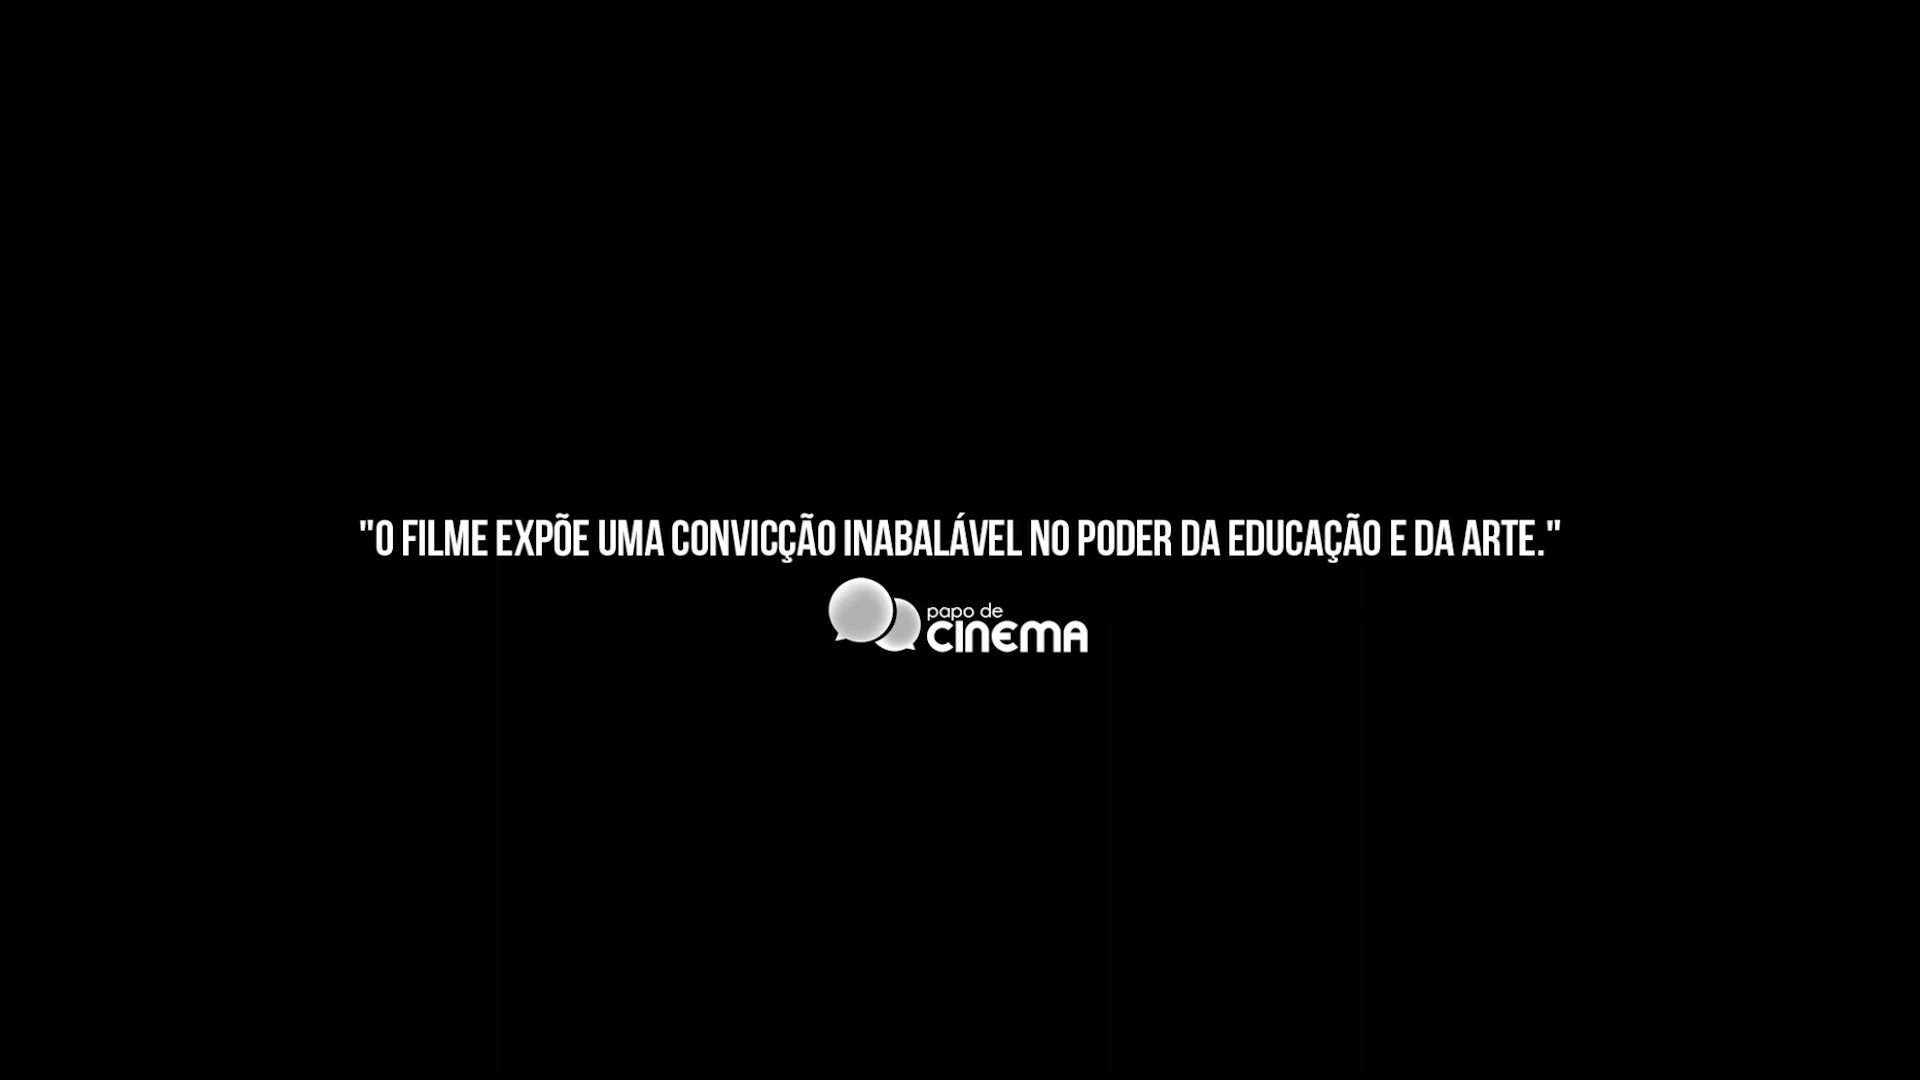 "O FILME EXPÕE UMA CONVICÇÃO INABALÁVEL NO PODER DA EDUCAÇÃO E DA ARTE."
papo de
CINEMA